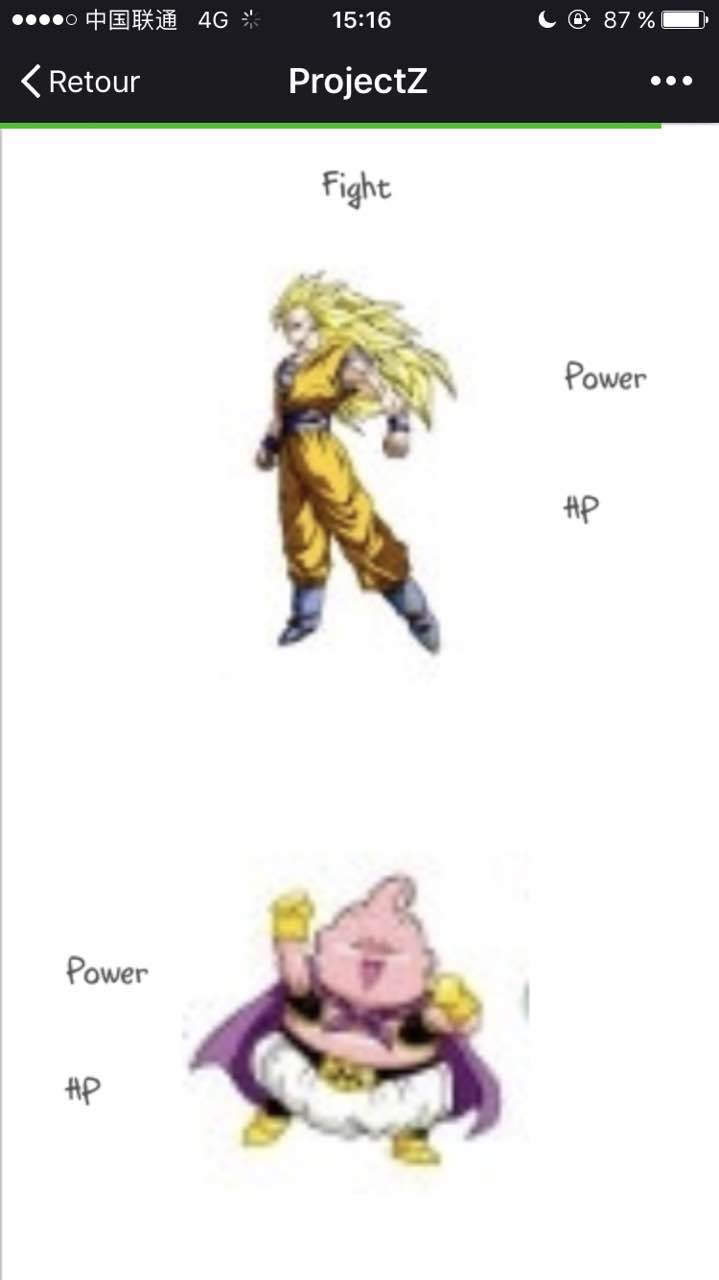 中国联通 4G 15:16 87 %
Retour ProjectZ
Fight
Power
HP
Power
HP